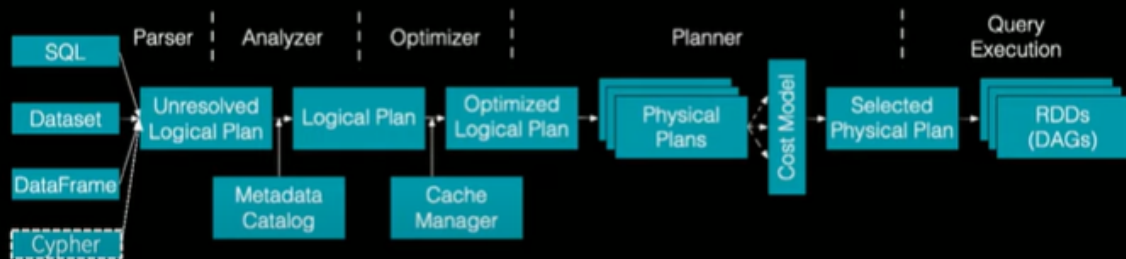 Parser
Analyzer
Optimizer
Planner
Query
Execution
SQL
Dataset
DataFrame
Cypher
Unresolved
Logical Plan
Logical Plan
Optimized
Logical Plan
Physical
Plans
Cost Model
Selected
Physical Plan
RDDs
(DAGs)
Metadata
Catalog
Cache
Manager